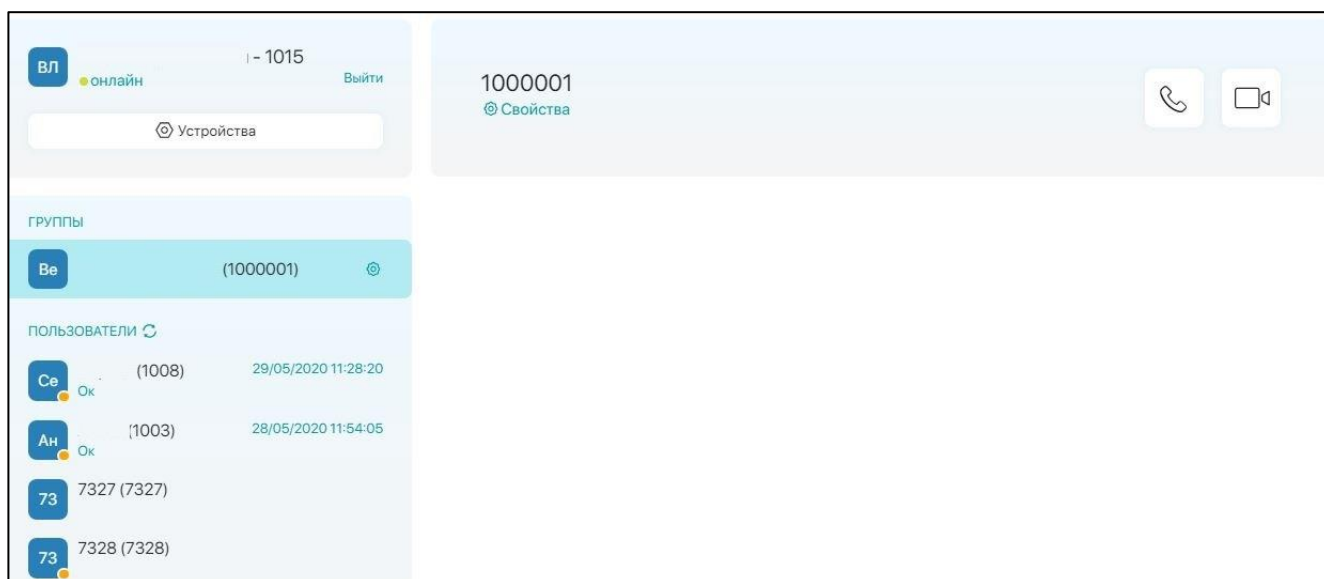 ВЛ
- 1015
онлайн
Выйти
Устройства
1000001
Свойства
ГРУППЫ
Ве
(1000001)
ПОЛЬЗОВАТЕЛИ
Се
(1008)
29/05/2020 11:28:20
Ок
Ан
(1003)
28/05/2020 11:54:05
Ок
73
7327 (7327)
73
7328 (7328)